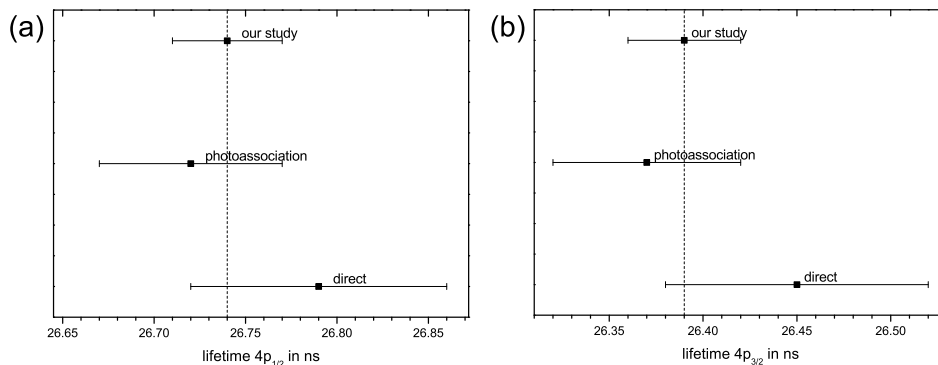 (a)
our study
photoassociation
direct
26.65 26.70 26.75 26.80 26.85
lifetime 4p1/2 in ns
(b)
our study
photoassociation
direct
26.35 26.40 26.45 26.50
lifetime 4p3/2 in ns